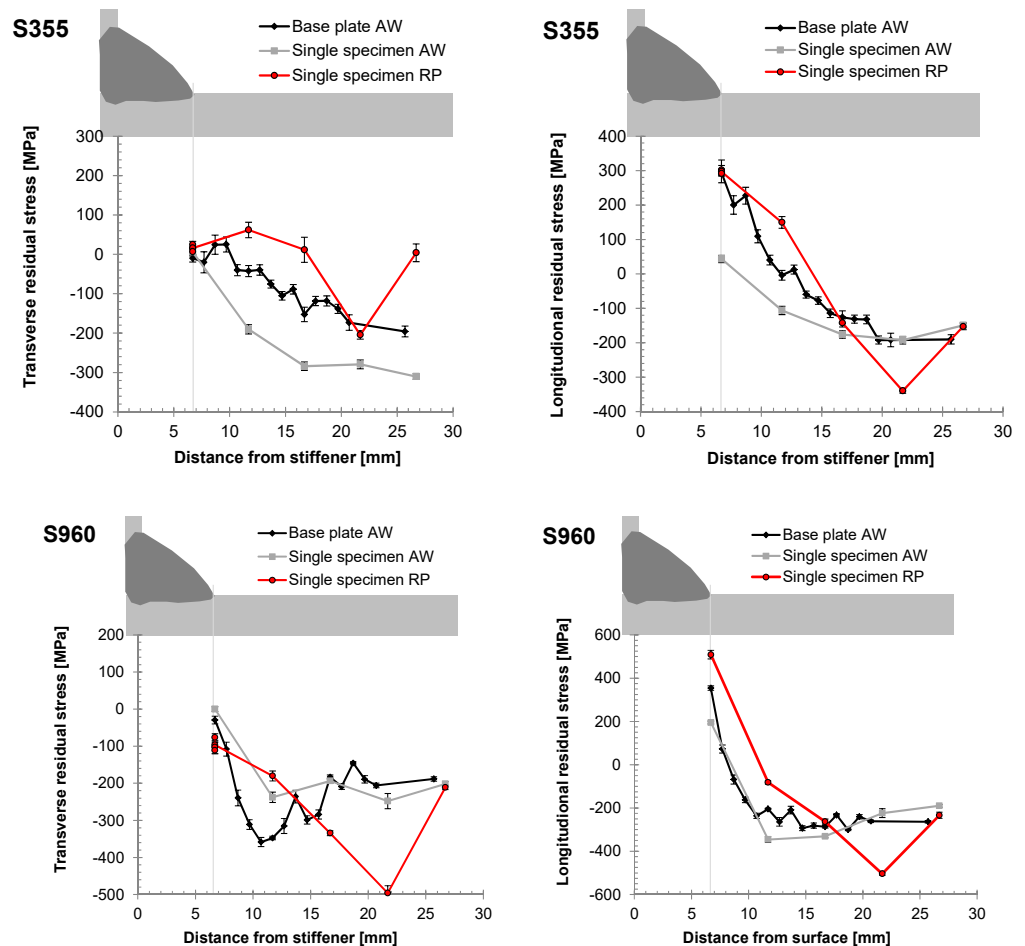 S355
Base plate AW
Single specimen AW
Single specimen RP
Transverse residual stress [MPa]
300
200
100
0
-100
-200
-300
-400
0 5 10 15 20 25 30
Distance from stiffener [mm]
S355
Base plate AW
Single specimen AW
Single specimen RP
Longitudional residual stress [MPa]
400
300
200
100
0
-100
-200
-300
-400
0 5 10 15 20 25 30
Distance from stiffener [mm]
S960
Base plate AW
Single specimen AW
Single specimen RP
Transverse residual stress [MPa]
200
100
0
-100
-200
-300
-400
-500
0 5 10 15 20 25 30
Distance from stiffener [mm]
S960
Base plate AW
Single specimen AW
Single specimen RP
Longitudional residual stress [MPa]
600
400
200
0
-200
-400
-600
0 5 10 15 20 25 30
Distance from surface [mm]